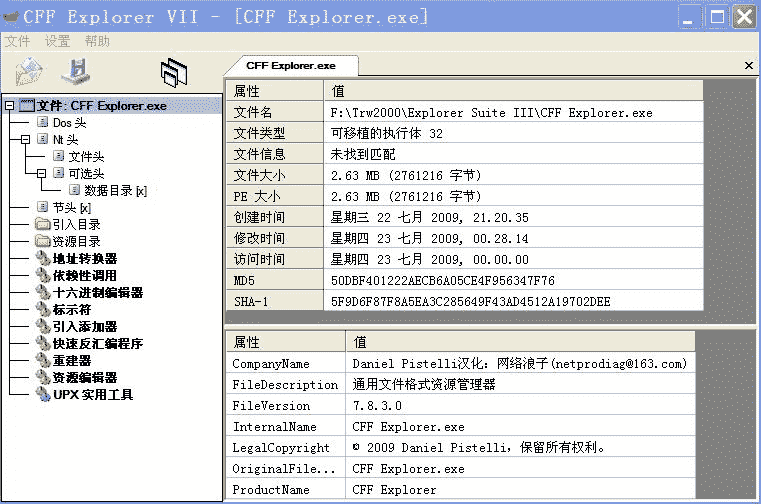 CFF Explorer VII - [CFF Explorer.exe]
文件 设置 帮助
CFF Explorer.exe
文件: CFF Explorer.exe
Dos 头
Nt 头
文件头
可选头
数据目录 [x]
节头 [x]
引入目录
资源目录
地址转换器
依赖性调用
十六进制编辑器
标示符
引入添加器
快速反汇编程序
重建器
资源编辑器
UPX 实用工具
属性 值
文件名 F:\Trw2000\Explorer Suite III\CFF Explorer.exe
文件类型 可移植的执行体 32
文件信息 未找到匹配
文件大小 2.63 MB (2761216 字节)
PE 大小 2.63 MB (2761216 字节)
创建时间 星期三 22 七月 2009, 21.20.35
修改时间 星期四 23 七月 2009, 00.28.14
访问时间 星期四 23 七月 2009, 00.00.00
MD5 50DBF401222AECB6A05CE4F956347F76
SHA-1 5F9D6F87F8A5EA3C285649F43AD4512A19702DEE
属性 值
CompanyName Daniel Pistelli汉化：网络浪子(netprodiag@163.com)
FileDescription 通用文件格式资源管理器
FileVersion 7.8.3.0
InternalName CFF Explorer.exe
LegalCopyright © 2009 Daniel Pistelli，保留所有权利。
OriginalFile... CFF Explorer.exe
ProductName CFF Explorer